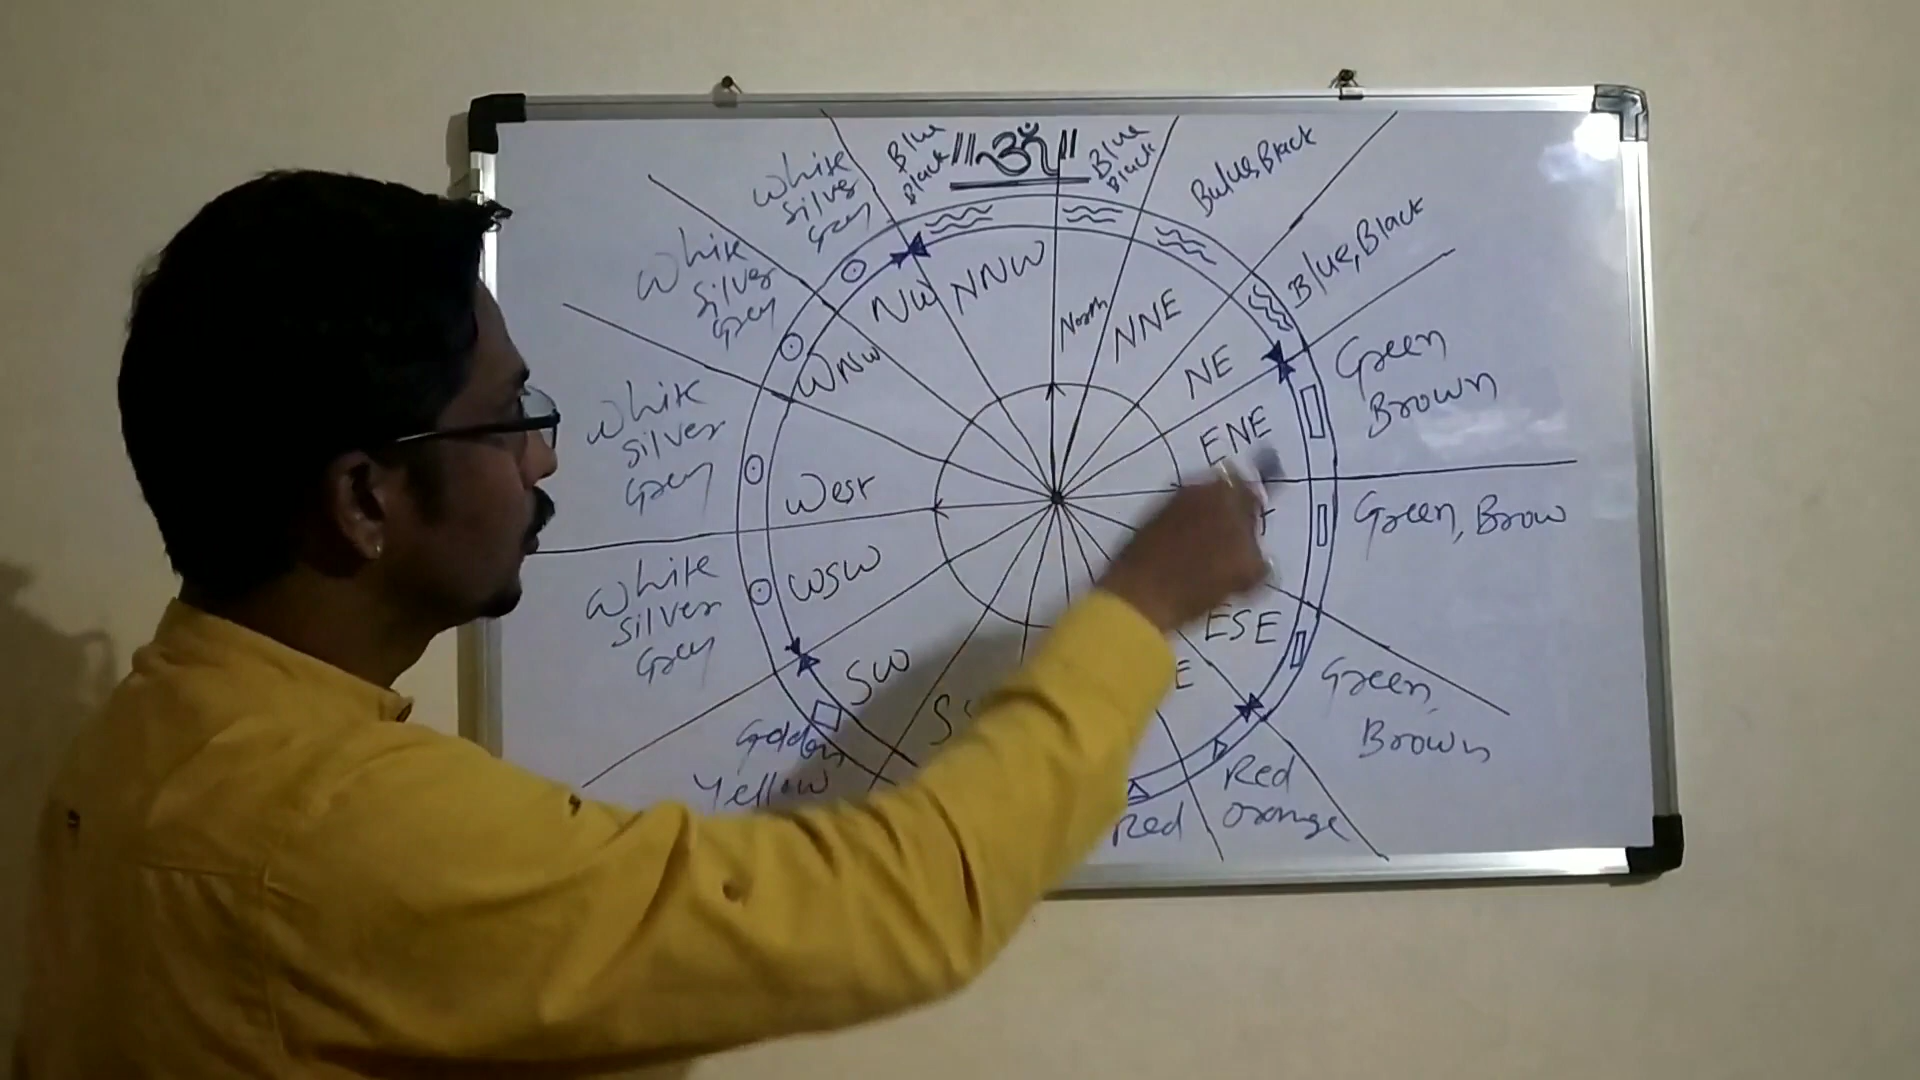 Blue
Black
॥ॐ॥
Blue
Black
Bulue, Black
Blue, Black
White
Silver
Grey
White
Silver
Grey
White
Silver
Grey
White
Silver
Grey
Green
Brown
Green, Brow
Green,
Brown
Red
Orange
Red
Golden
Yellow
NW
NNW
North
NNE
NE
ENE
ESE
WNW
West
WSW
SW